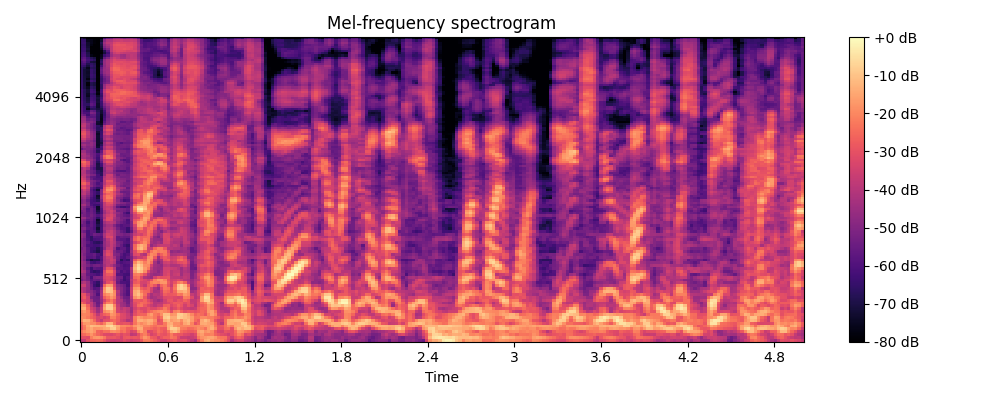 Mel-frequency spectrogram
+0 dB
-10 dB
-20 dB
-30 dB
-40 dB
-50 dB
-60 dB
-70 dB
-80 dB
4096
2048
1024
512
0
Hz
0 0.6 1.2 1.8 2.4 3 3.6 4.2 4.8
Time